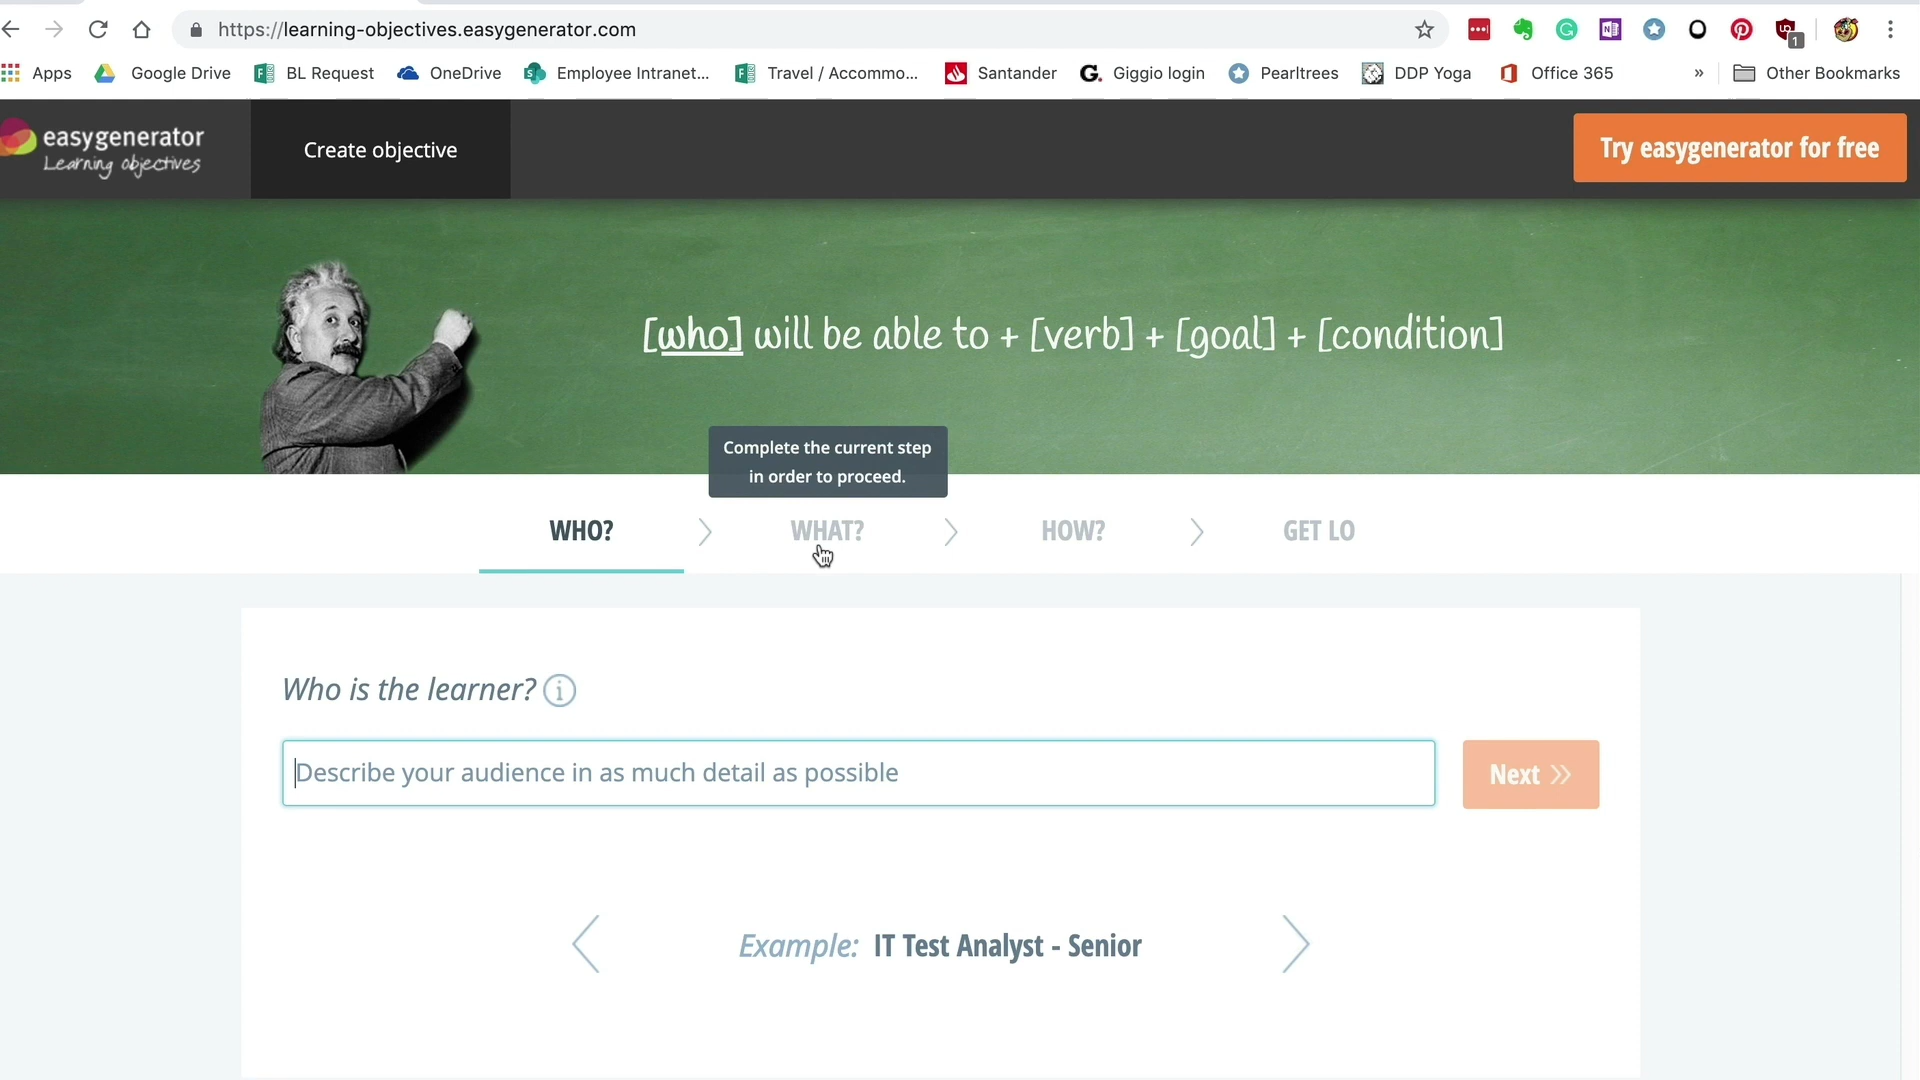 https://learning-objectives.easygenerator.com
1
Apps Google Drive BL Request OneDrive Employee Intranet... Travel / Accommo... Santander G. Giggio login Pearltrees DDP Yoga Office 365 » Other Bookmarks
easygenerator
Learning objectives
Create objective
Try easygenerator for free
[who] will be able to + [verb] + [goal] + [condition]
Complete the current step
in order to proceed.
WHO? WHAT? HOW? GET LO
Who is the learner? i
Describe your audience in as much detail as possible
Next »
Example: IT Test Analyst - Senior